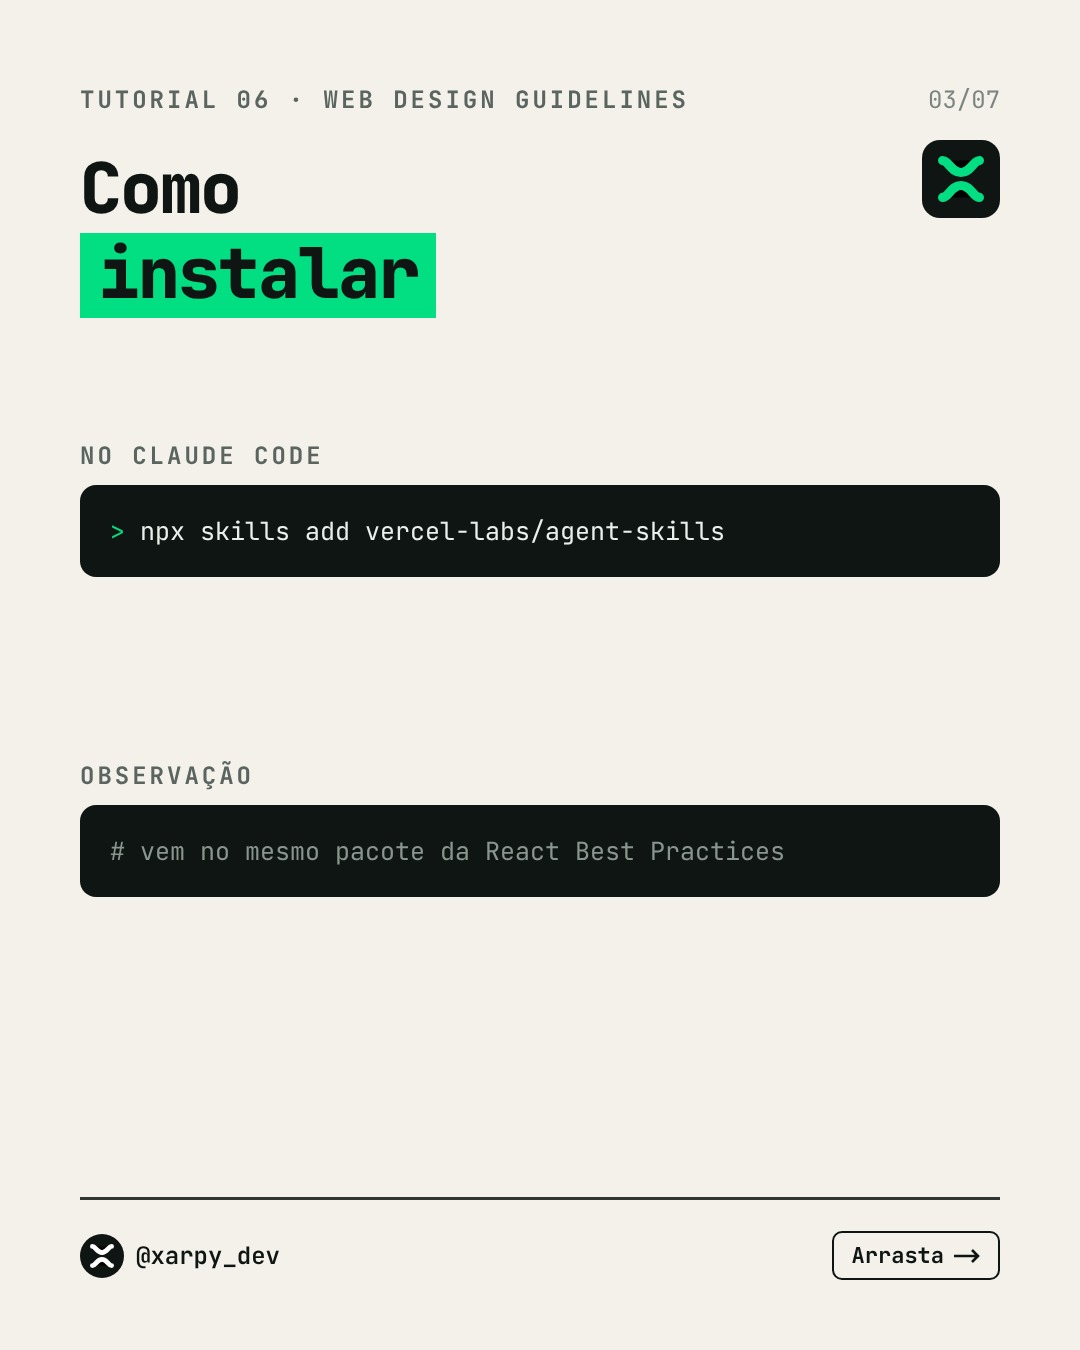 TUTORIAL 06 · WEB DESIGN GUIDELINES
03/07
Como
instalar
NO CLAUDE CODE
> npx skills add vercel-labs/agent-skills
OBSERVAÇÃO
# vem no mesmo pacote da React Best Practices
@xarpy_dev
Arrasta →